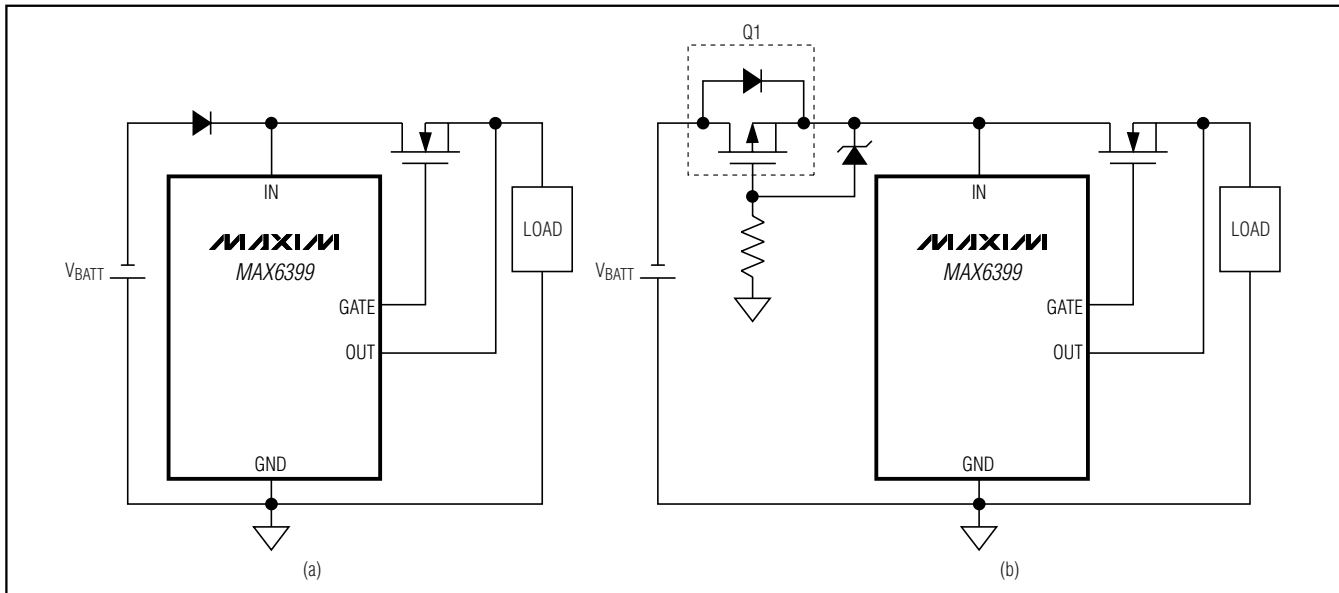 Q1
IN
MAXIM
MAX6399
GATE
OUT
GND
VBATT
LOAD
(a)
IN
MAXIM
MAX6399
GATE
OUT
GND
VBATT
LOAD
(b)